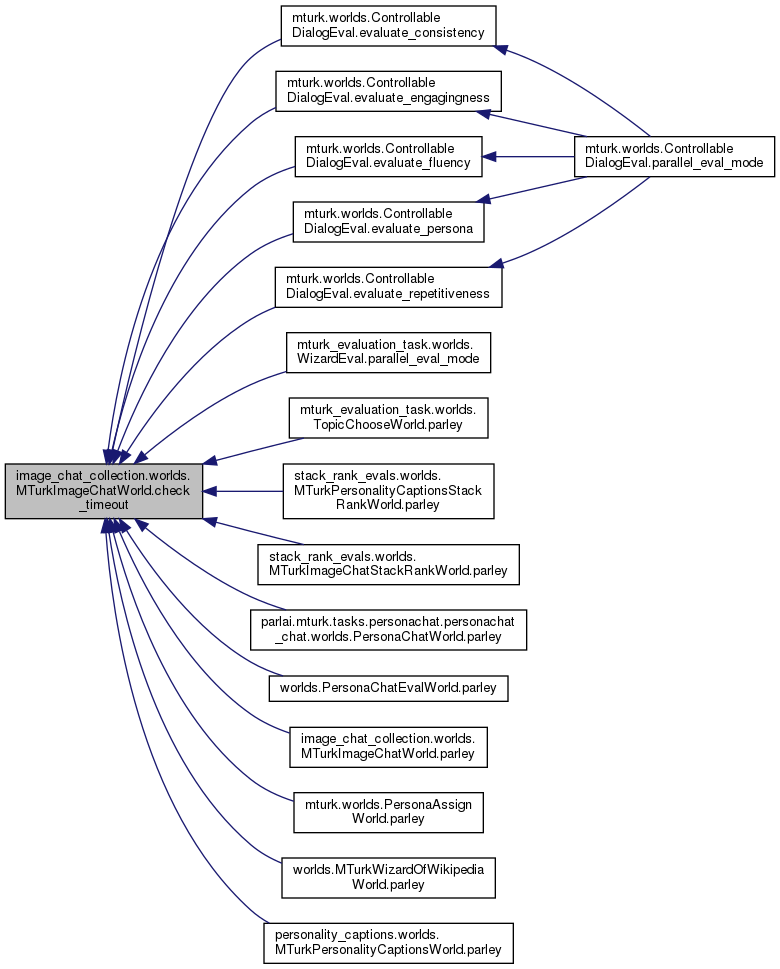 mturk.worlds.Controllable
DialogEval.evaluate_consistency
mturk.worlds.Controllable
DialogEval.evaluate_engagingness
mturk.worlds.Controllable
DialogEval.evaluate_fluency
mturk.worlds.Controllable
DialogEval.parallel_eval_mode
mturk.worlds.Controllable
DialogEval.evaluate_persona
mturk.worlds.Controllable
DialogEval.evaluate_repetitiveness
mturk_evaluation_task.worlds.
WizardEval.parallel_eval_mode
mturk_evaluation_task.worlds.
TopicChooseWorld.parley
image_chat_collection.worlds.
MTurkImageChatWorld.check
_timeout
stack_rank_evals.worlds.
MTurkPersonalityCaptionsStack
RankWorld.parley
stack_rank_evals.worlds.
MTurkImageChatStackRankWorld.parley
parlai.mturk.tasks.personachat.personachat
_chat.worlds.PersonaChatWorld.parley
worlds.PersonaChatEvalWorld.parley
image_chat_collection.worlds.
MTurkImageChatWorld.parley
mturk.worlds.PersonaAssign
World.parley
worlds.MTurkWizardOfWikipedia
World.parley
personality_captions.worlds.
MTurkPersonalityCaptionsWorld.parley